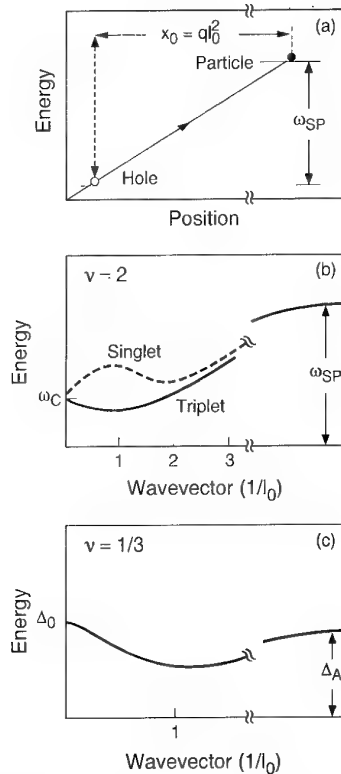 (a)
x₀ = ql₀²
Particle
Energy
ω_SP
Hole
Position
(b)
ν = 2
Singlet
Energy
ω_C
Triplet
ω_SP
1 2 3
Wavevector (1/l₀)
(c)
ν = 1/3
Energy
Δ₀
Δ_A
1
Wavevector (1/l₀)